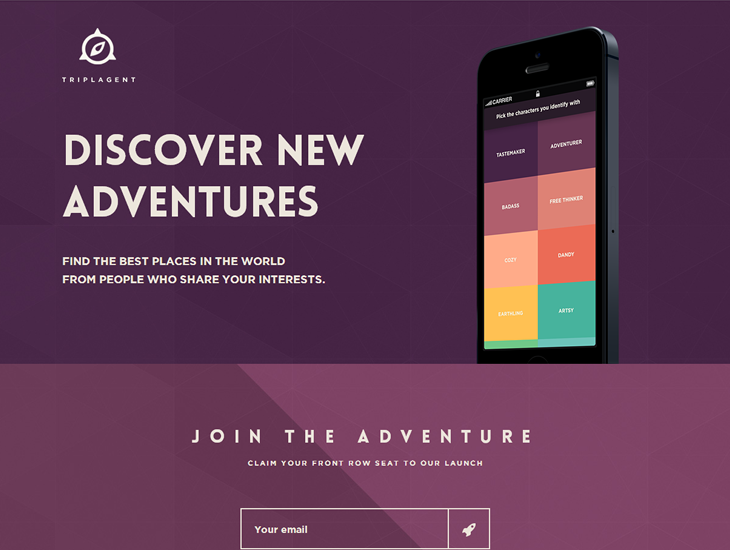 TRIPLAGENT
DISCOVER NEW
ADVENTURES
FIND THE BEST PLACES IN THE WORLD
FROM PEOPLE WHO SHARE YOUR INTERESTS.
CARRIER
Pick the characters you identify with
TASTEMAKER
ADVENTURER
BADASS
FREE THINKER
COZY
DANDY
EARTHLING
ARTSY
JOIN THE ADVENTURE
CLAIM YOUR FRONT ROW SEAT TO OUR LAUNCH
Your email